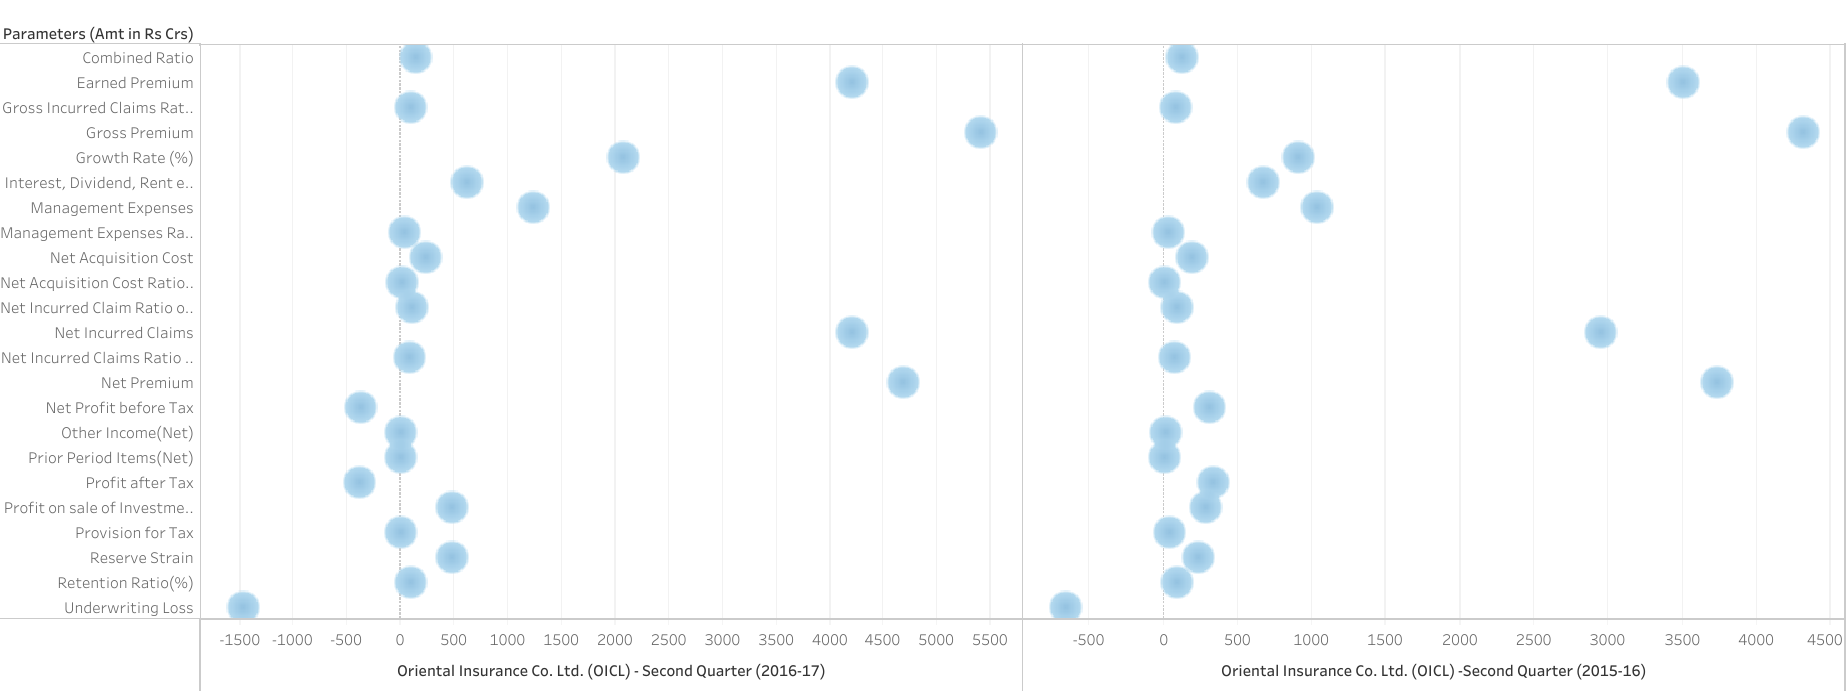 Parameters (Amt in Rs Crs)
Combined Ratio
Earned Premium
Gross Incurred Claims Rat..
Gross Premium
Growth Rate (%)
Interest, Dividend, Rent e..
Management Expenses
Management Expenses Ra..
Net Acquisition Cost
Net Acquisition Cost Ratio..
Net Incurred Claim Ratio o..
Net Incurred Claims
Net Incurred Claims Ratio ..
Net Premium
Net Profit before Tax
Other Income(Net)
Prior Period Items(Net)
Profit after Tax
Profit on sale of Investme..
Provision for Tax
Reserve Strain
Retention Ratio(%)
Underwriting Loss
-1500 -1000 -500 0 500 1000 1500 2000 2500 3000 3500 4000 4500 5000 5500
-500 0 500 1000 1500 2000 2500 3000 3500 4000 4500
Oriental Insurance Co. Ltd. (OICL) - Second Quarter (2016-17)
Oriental Insurance Co. Ltd. (OICL) -Second Quarter (2015-16)